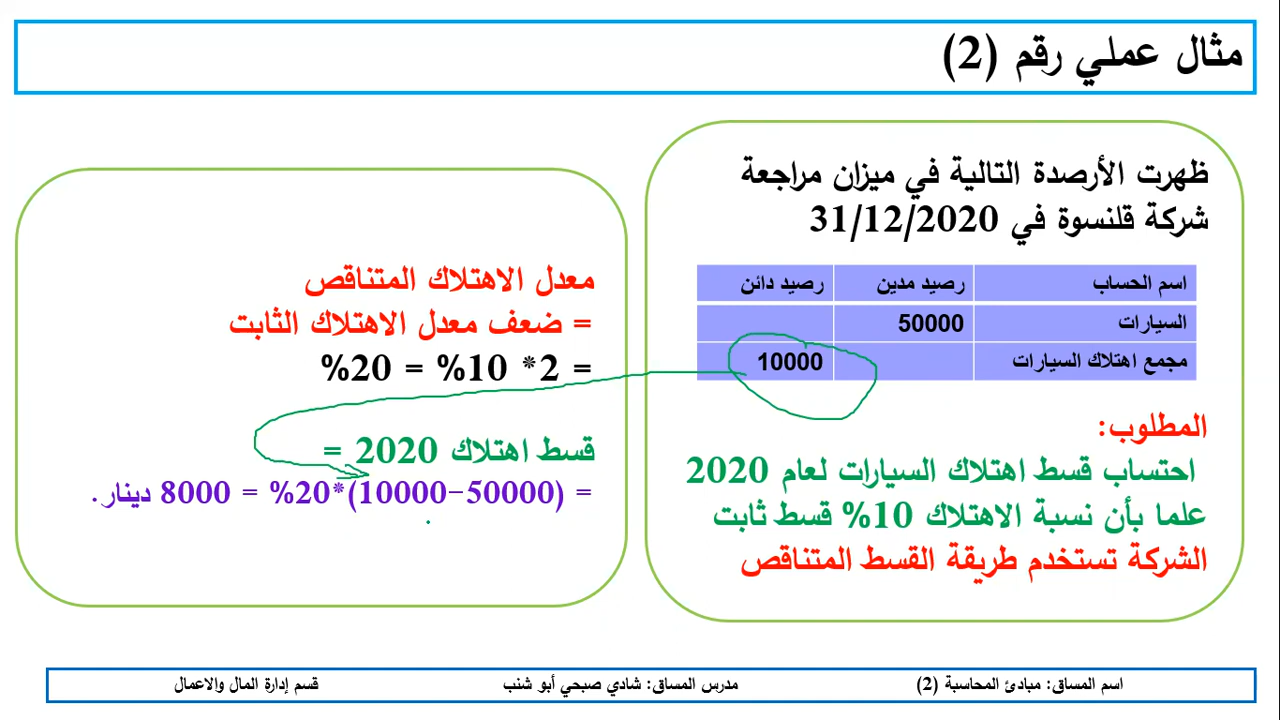 مثال عملي رقم (2)
ظهرت الأرصدة التالية في ميزان مراجعة
شركة قلنسوة في 31/12/2020
اسم الحساب رصيد مدين رصيد دائن
السيارات 50000
مجمع اهتلاك السيارات 10000
المطلوب:
احتساب قسط اهتلاك السيارات لعام 2020
علما بأن نسبة الاهتلاك 10% قسط ثابت
الشركة تستخدم طريقة القسط المتناقص
معدل الاهتلاك المتناقص
= ضعف معدل الاهتلاك الثابت
= 2* 10% = 20%
قسط اهتلاك 2020 =
= (50000-10000)*20% = 8000 دينار.
اسم المساق: مبادئ المحاسبة (2) مدرس المساق: شادي صبحي أبو شنب قسم إدارة المال والاعمال